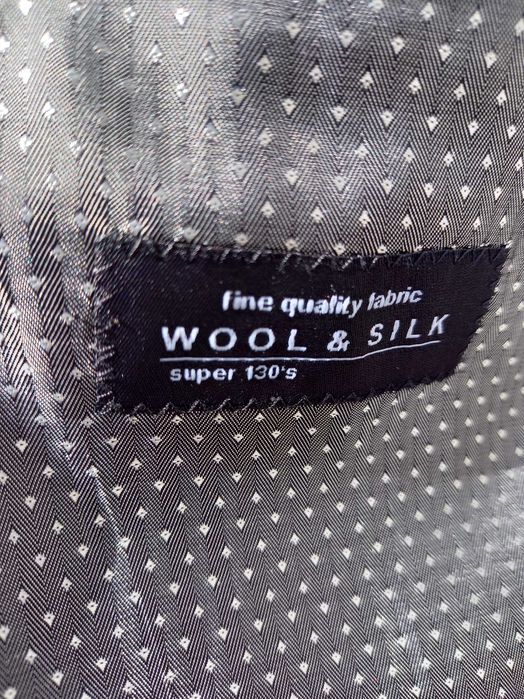 fine quality fabric
WOOL & SILK
super 130's